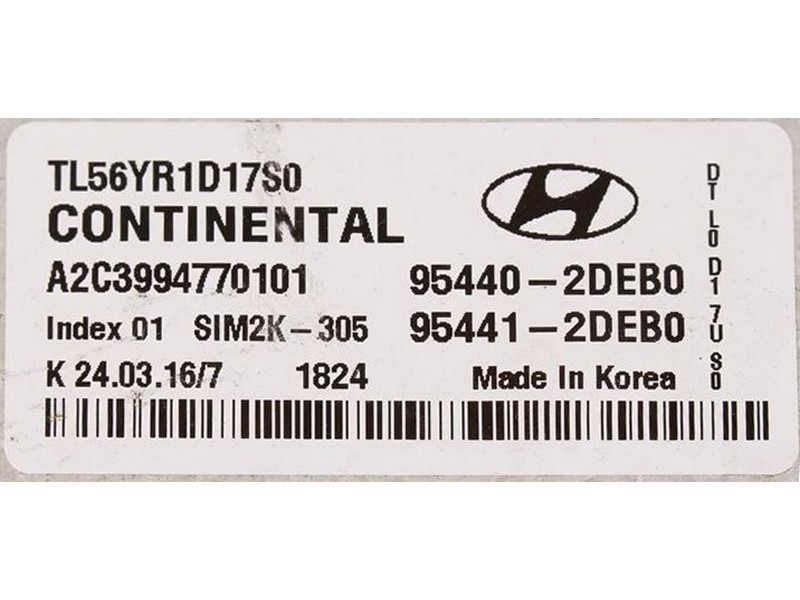 TL56YR1D17S0
CONTINENTAL
A2C3994770101 95440-2DEB0
Index 01 SIM2K-305 95441-2DEB0
K 24.03.16/7 1824 Made In Korea
DT L0 D1 7U S0